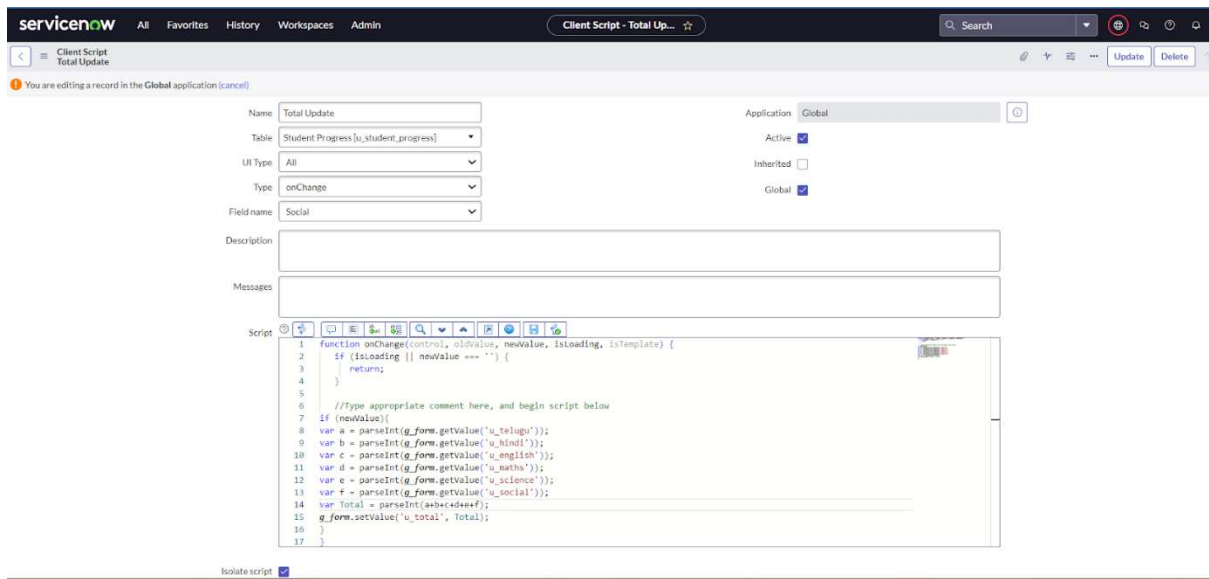 servicenow All Favorites History Workspaces Admin Client Script - Total Up... Search
Client Script
Total Update
Update Delete
You are editing a record in the Global application (cancel)
Name Total Update Application Global
Table Student Progress [u_student_progress] Active
UI Type All Inherited
Type onChange Global
Field name Social
Description
Messages
Script
1 function onChange(control, oldValue, newValue, isLoading, isTemplate) {
2 if (isLoading || newValue === '') {
3 return;
4 }
5
6 //Type appropriate comment here, and begin script below
7 if (newValue){
8 var a = parseInt(g_form.getValue('u_telugu'));
9 var b = parseInt(g_form.getValue('u_hindi'));
10 var c = parseInt(g_form.getValue('u_english'));
11 var d = parseInt(g_form.getValue('u_maths'));
12 var e = parseInt(g_form.getValue('u_science'));
13 var f = parseInt(g_form.getValue('u_social'));
14 var Total = parseInt(a+b+c+d+e+f);
15 g_form.setValue('u_total', Total);
16 }
17 }
Isolate script